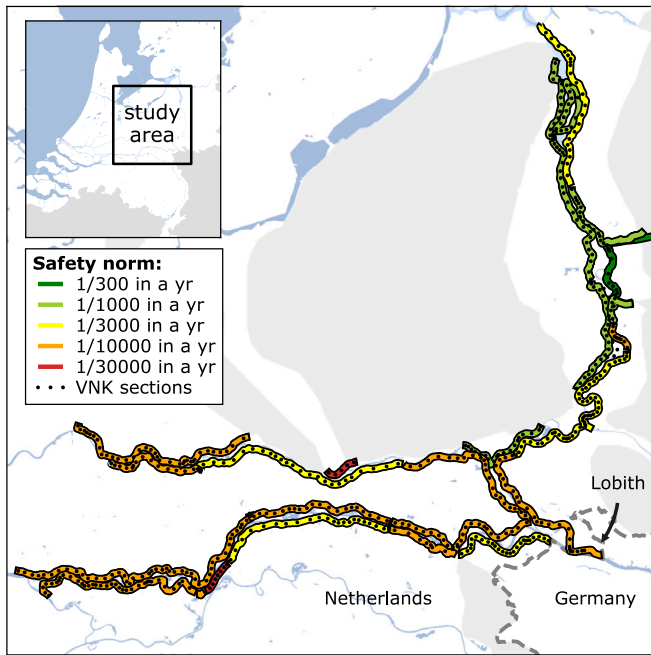 study
area
Safety norm:
1/300 in a yr
1/1000 in a yr
1/3000 in a yr
1/10000 in a yr
1/30000 in a yr
VNK sections
Lobith
Netherlands
Germany